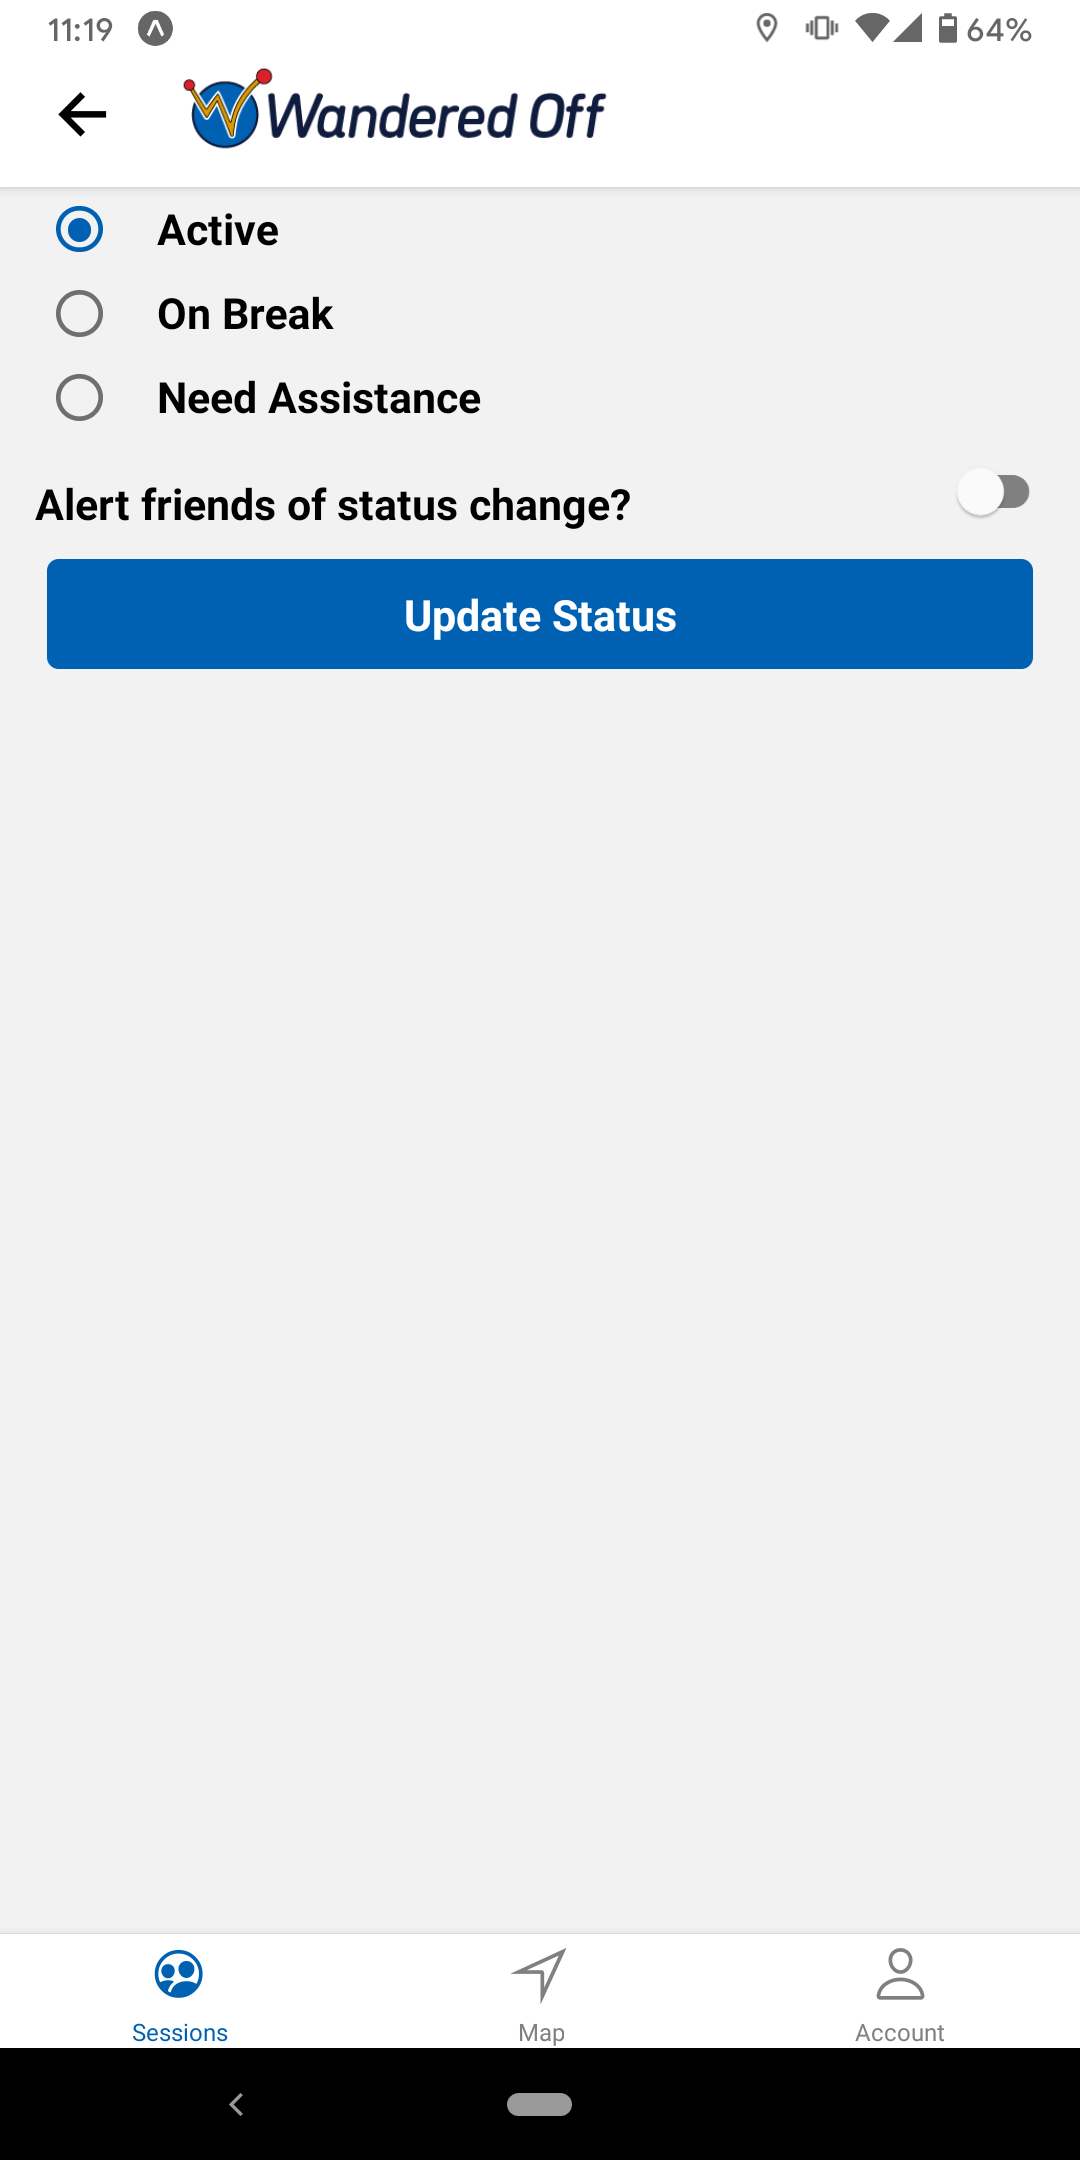 11:19 64%
Wandered Off
Active
On Break
Need Assistance
Alert friends of status change?
Update Status
Sessions Map Account